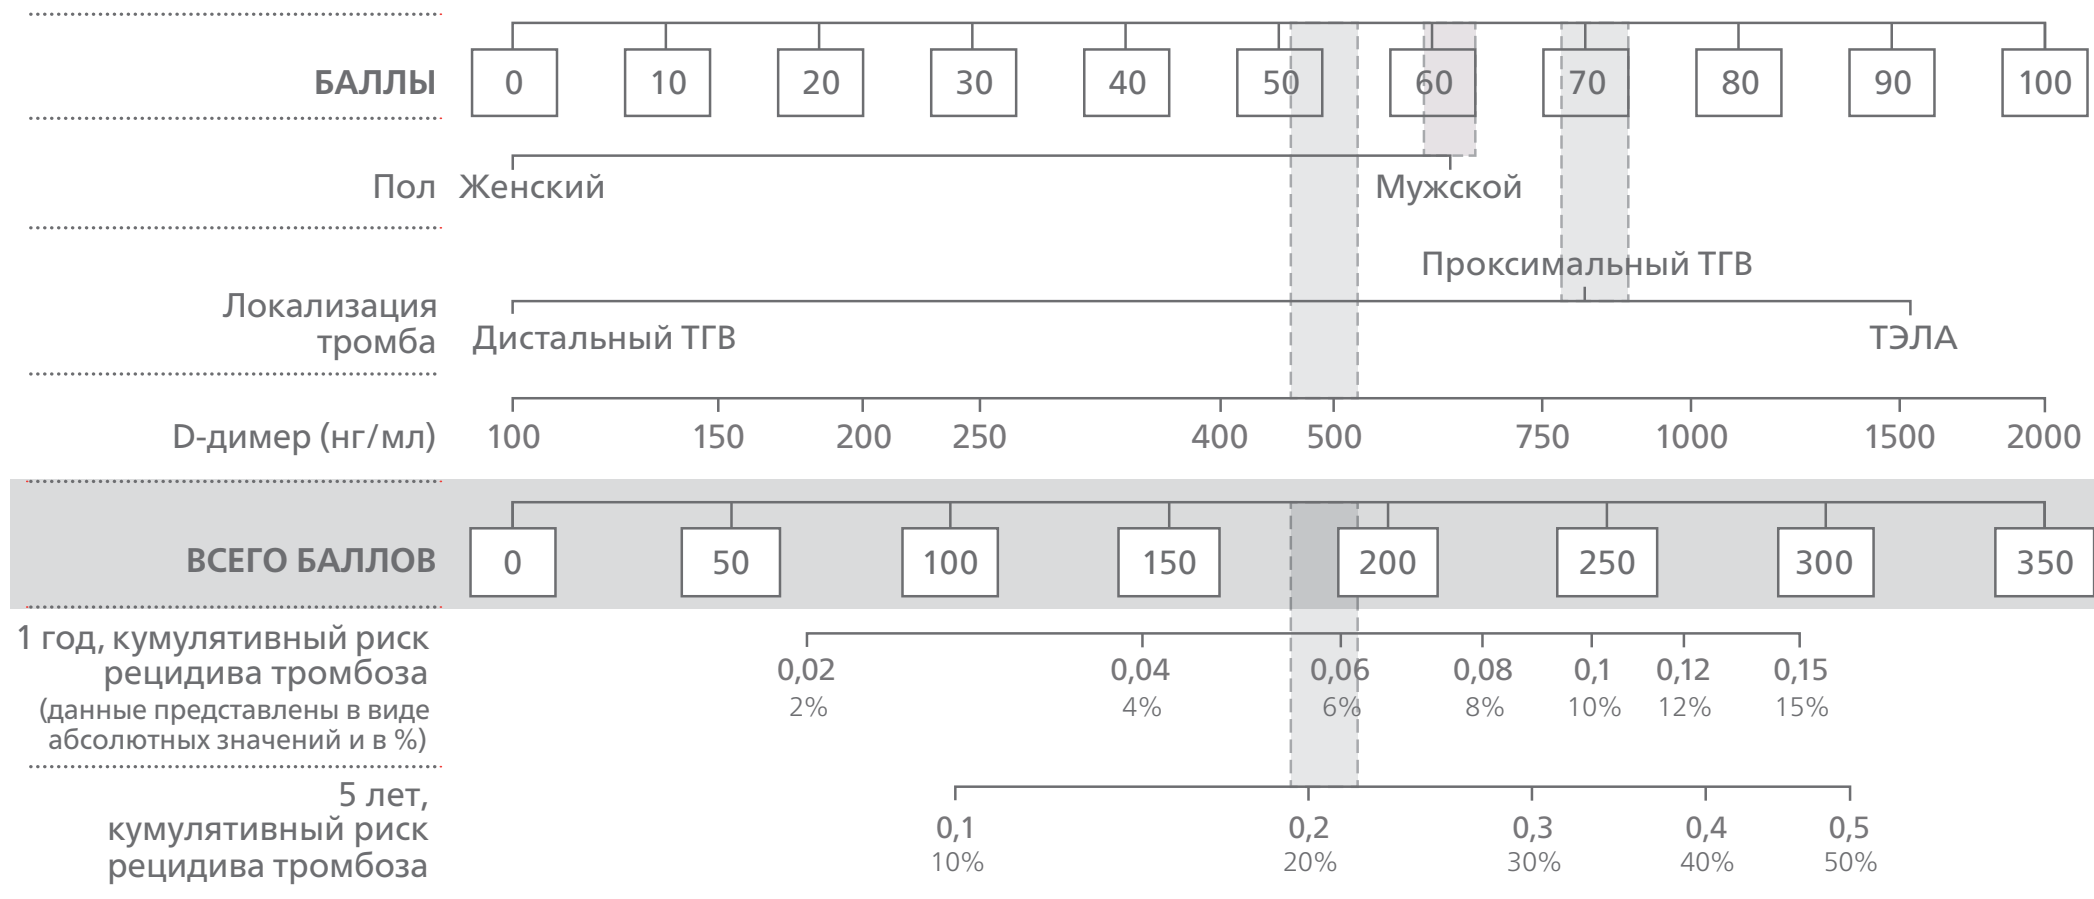 БАЛЛЫ 0 10 20 30 40 50 60 70 80 90 100
Пол Женский Мужской
Проксимальный ТГВ
Локализация
тромба
Дистальный ТГВ ТЭЛА
D-димер (нг/мл) 100 150 200 250 400 500 750 1000 1500 2000
ВСЕГО БАЛЛОВ 0 50 100 150 200 250 300 350
1 год, кумулятивный риск
рецидива тромбоза
(данные представлены в виде
абсолютных значений и в %)
0,02 0,04 0,06 0,08 0,1 0,12 0,15
2% 4% 6% 8% 10% 12% 15%
5 лет,
кумулятивный риск
рецидива тромбоза
0,1 0,2 0,3 0,4 0,5
10% 20% 30% 40% 50%